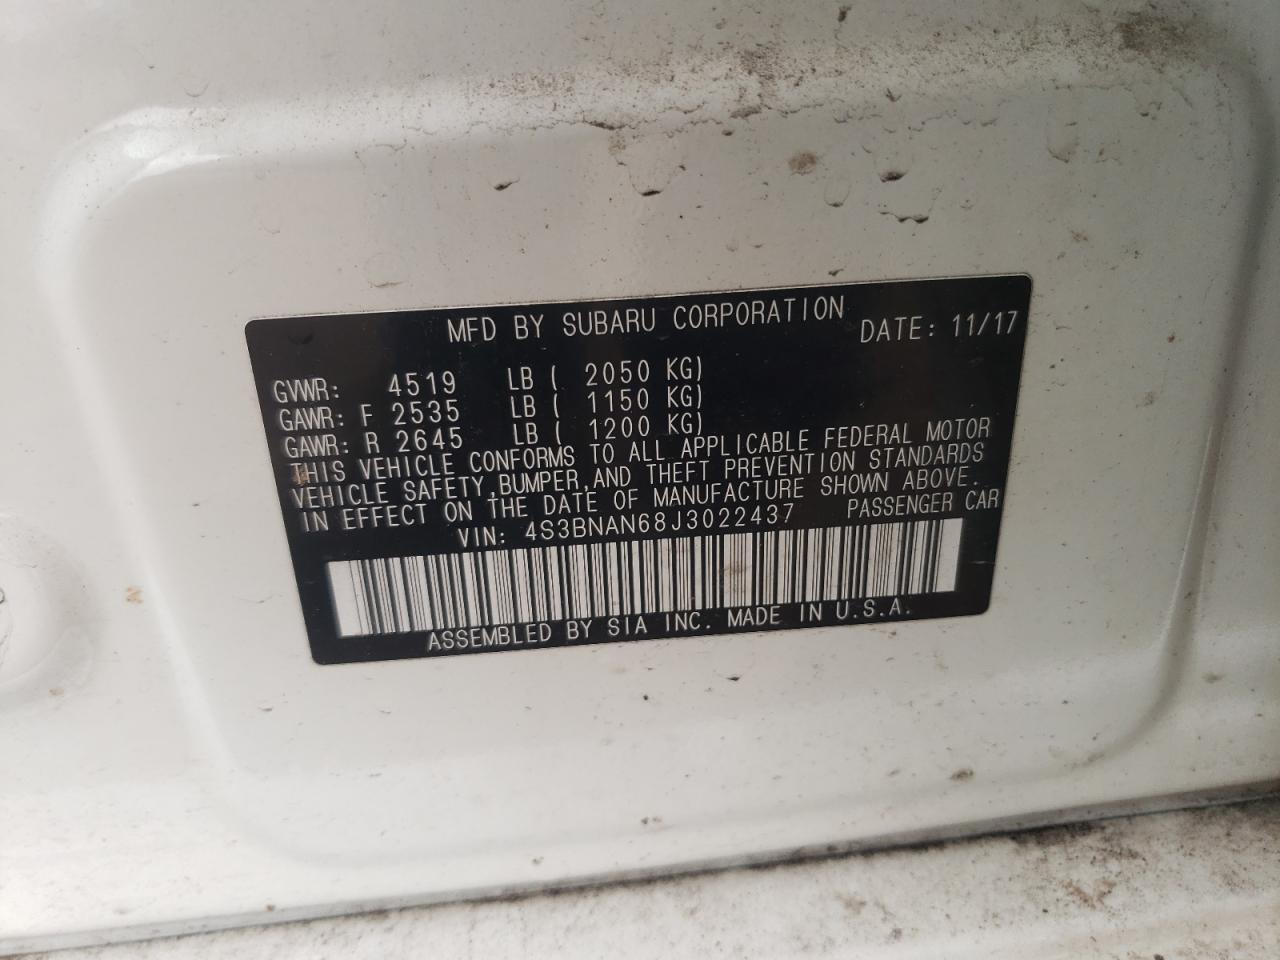 MFD BY SUBARU CORPORATION DATE: 11/17
GVWR: 4519 LB ( 2050 KG)
GAWR: F 2535 LB ( 1150 KG)
GAWR: R 2645 LB ( 1200 KG)
THIS VEHICLE CONFORMS TO ALL APPLICABLE FEDERAL MOTOR
VEHICLE SAFETY,BUMPER,AND THEFT PREVENTION STANDARDS
IN EFFECT ON THE DATE OF MANUFACTURE SHOWN ABOVE.
VIN: 4S3BNAN68J3022437 PASSENGER CAR
ASSEMBLED BY SIA INC. MADE IN U.S.A.